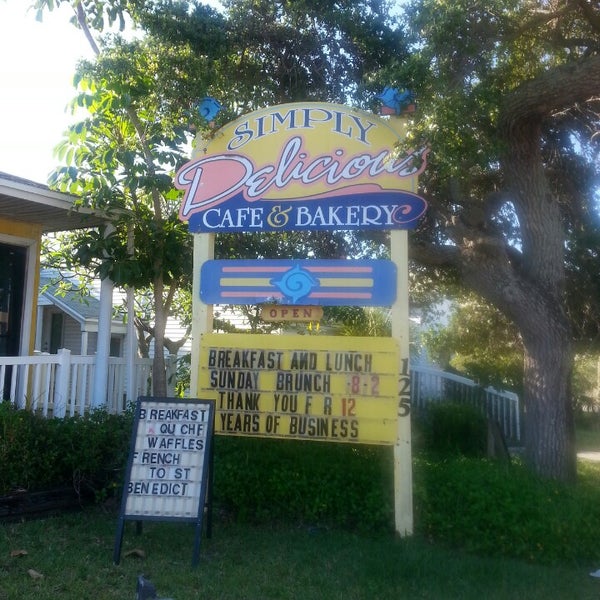 SIMPLY
Delicious
CAFE & BAKERY
OPEN
BREAKFAST AND LUNCH
SUNDAY BRUNCH :8:2
THANK YOU F R 12
YEARS OF BUSINESS
125
BREAKFAST
QU CHF
WAFFLES
FRENCH
TO ST
BENEDICT